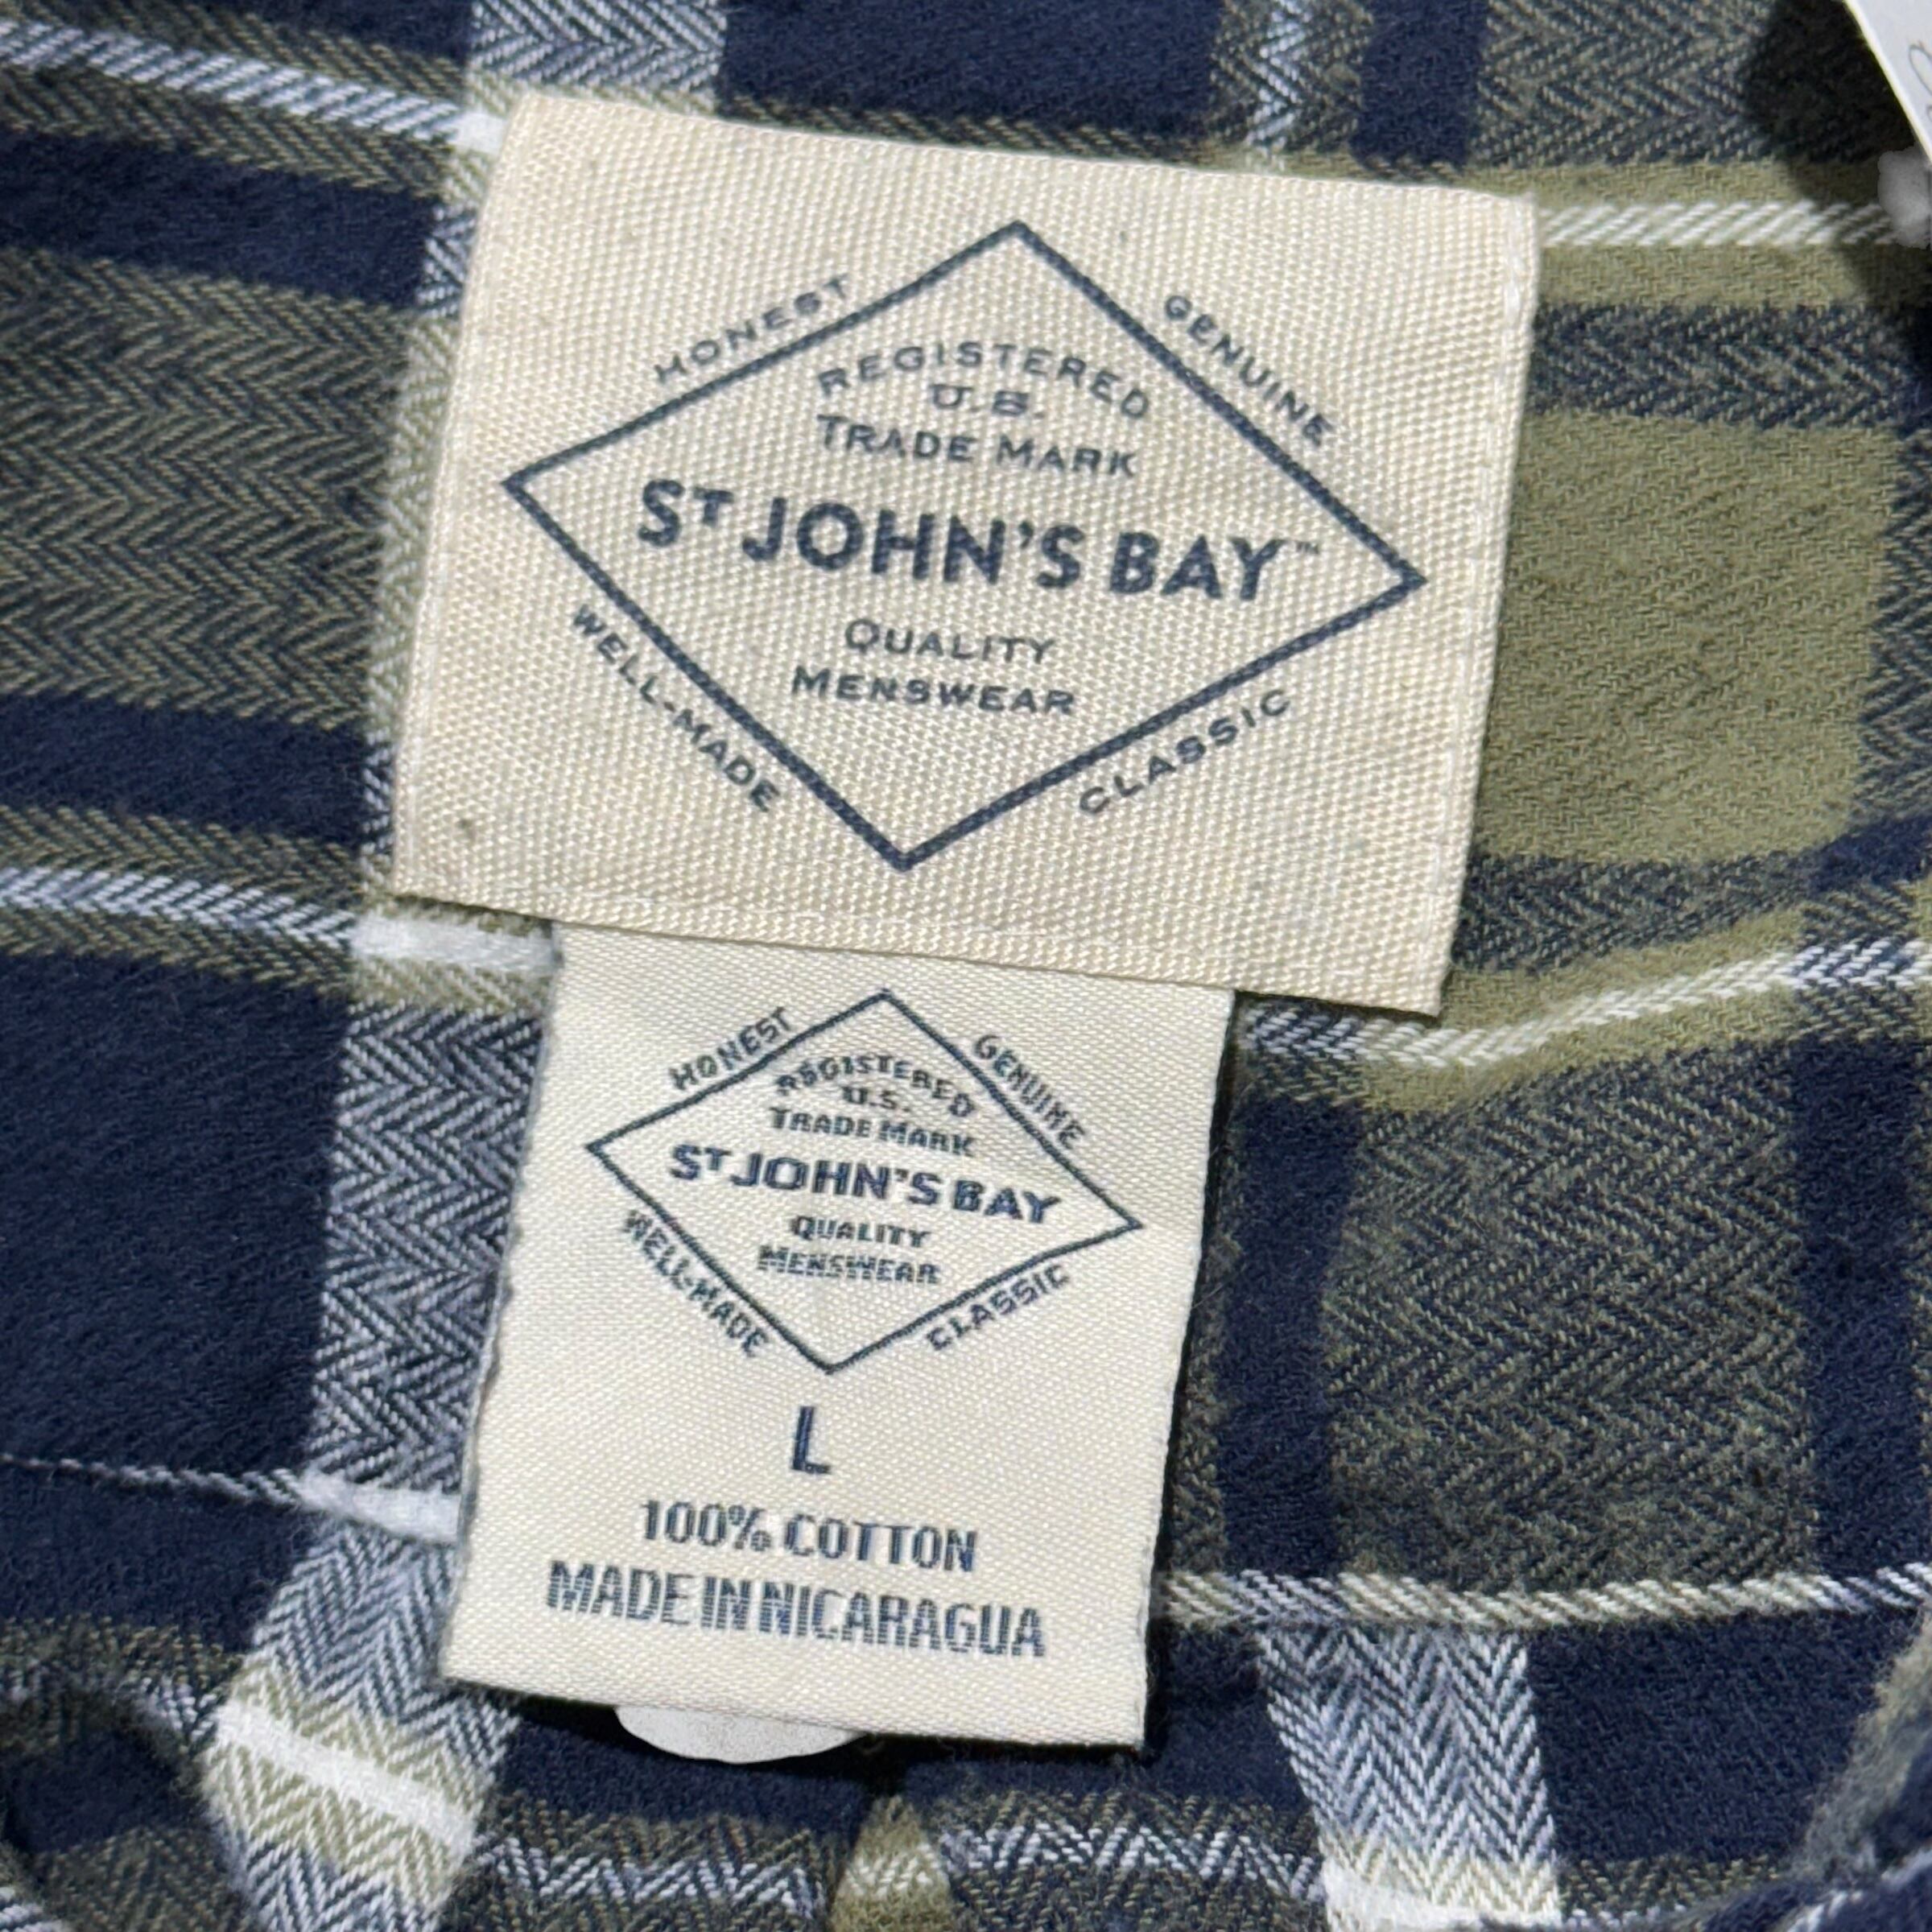 HONEST
GENUINE
REGISTERED
U.S.
TRADE MARK
ST JOHN'S BAY™
QUALITY
MENSWEAR
WELL-MADE
CLASSIC
HONEST
GENUINE
REGISTERED
U.S.
TRADE MARK
ST JOHN'S BAY
QUALITY
MENSWEAR
WELL-MADE
CLASSIC
L
100% COTTON
MADE IN NICARAGUA